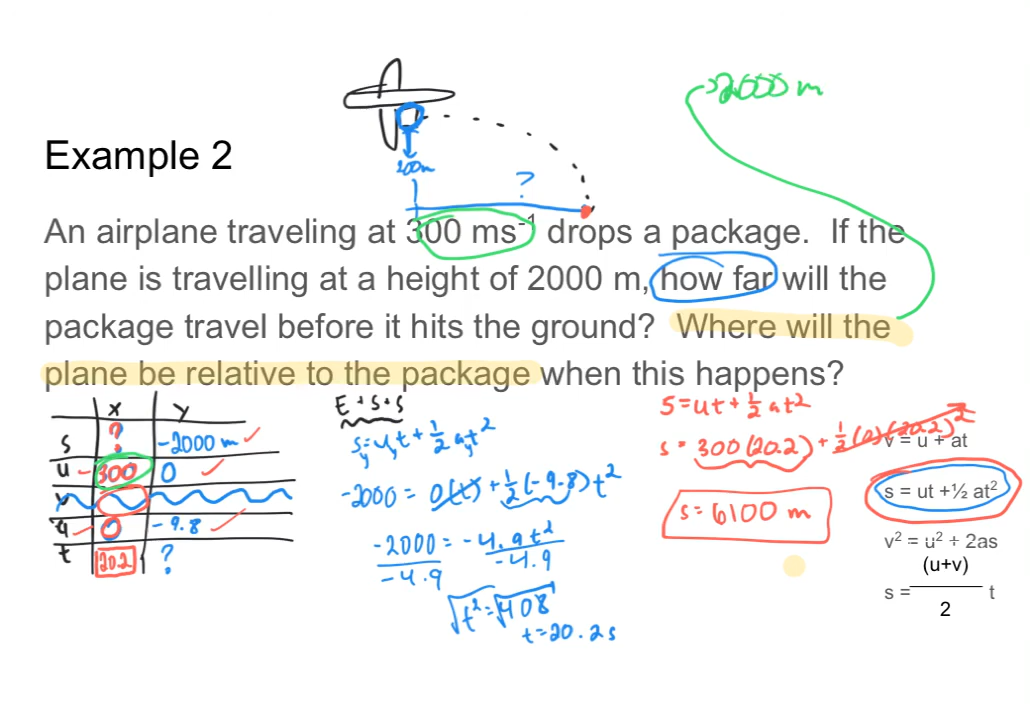 2000 m
Example 2
200m
?
An airplane traveling at 300 ms⁻¹ drops a package. If the
plane is travelling at a height of 2000 m, how far will the
package travel before it hits the ground? Where will the
plane be relative to the package when this happens?
x y
s ? -2000 m ✓
u 300 0 ✓
v
a 0 -9.8 ✓
t 20.2 ?
E + S + S
s_y = u_y t + ½ a_y t²
-2000 = 0(t) + ½(-9.8)t²
-2000 = -4.9t²
-4.9 -4.9
√t² = √408
t = 20.2 s
s = ut + ½ at²
s = 300(20.2) + ½(0)(20.2)²
s = 6100 m
v = u + at
s = ut +½ at²
v² = u² + 2as
s = (u+v)/2 t